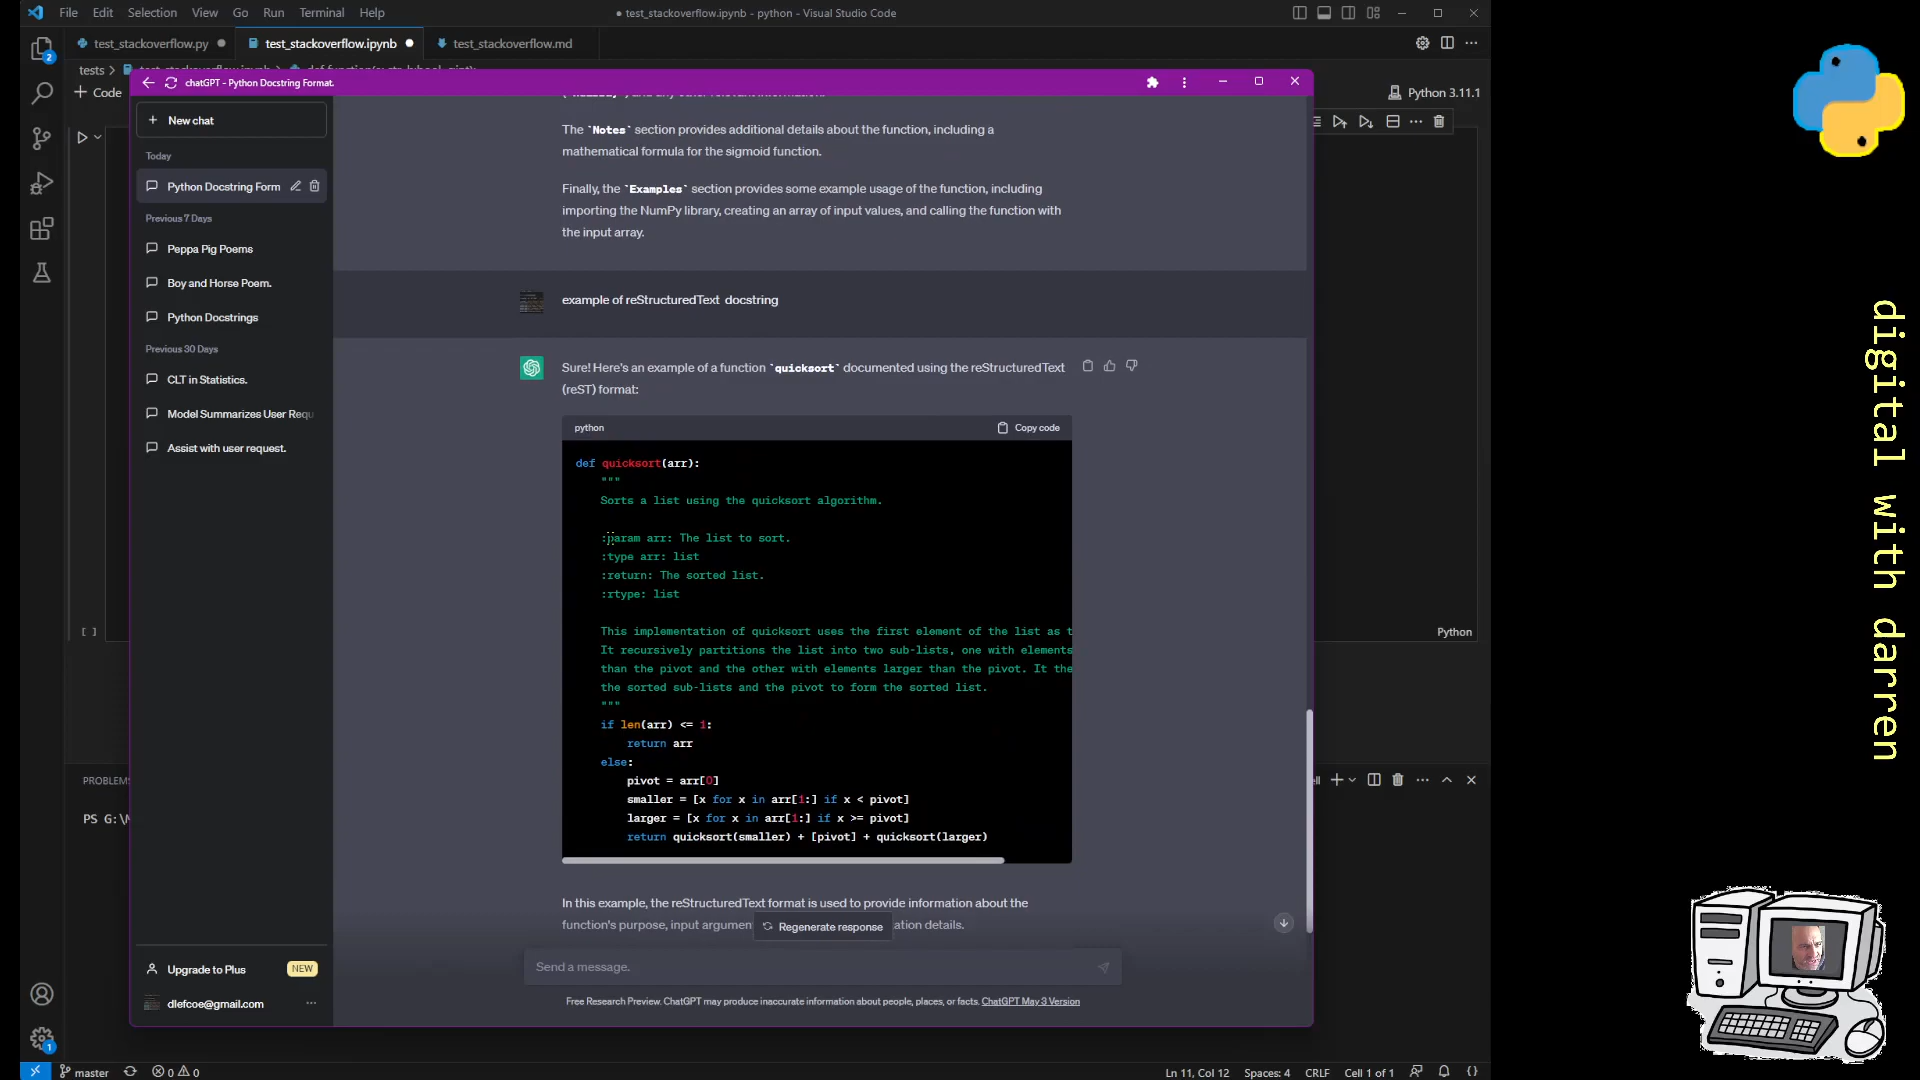 File Edit Selection View Go Run Terminal Help
● test_stackoverflow.ipynb - python - Visual Studio Code
test_stackoverflow.py
test_stackoverflow.ipynb
test_stackoverflow.md
tests
2
+ Code
Python 3.11.1
chatGPT - Python Docstring Format.
New chat
Today
Python Docstring Form
Previous 7 Days
Peppa Pig Poems
Boy and Horse Poem.
Python Docstrings
Previous 30 Days
CLT in Statistics.
Model Summarizes User Requ
Assist with user request.
Upgrade to Plus NEW
dlefcoe@gmail.com
The `Notes` section provides additional details about the function, including a
mathematical formula for the sigmoid function.
Finally, the `Examples` section provides some example usage of the function, including
importing the NumPy library, creating an array of input values, and calling the function with
the input array.
example of reStructuredText docstring
Sure! Here's an example of a function `quicksort` documented using the reStructuredText
(reST) format:
python
Copy code
def quicksort(arr):
"""
Sorts a list using the quicksort algorithm.
:param arr: The list to sort.
:type arr: list
:return: The sorted list.
:rtype: list
This implementation of quicksort uses the first element of the list as t
It recursively partitions the list into two sub-lists, one with elements
than the pivot and the other with elements larger than the pivot. It the
the sorted sub-lists and the pivot to form the sorted list.
"""
if len(arr) <= 1:
return arr
else:
pivot = arr[0]
smaller = [x for x in arr[1:] if x < pivot]
larger = [x for x in arr[1:] if x >= pivot]
return quicksort(smaller) + [pivot] + quicksort(larger)
In this example, the reStructuredText format is used to provide information about the
function's purpose, input argumen
ation details.
Regenerate response
Send a message.
Free Research Preview. ChatGPT may produce inaccurate information about people, places, or facts. ChatGPT May 3 Version
[ ]
Python
PROBLEMS
PS G:\
1
master
0 0
Ln 11, Col 12 Spaces: 4 CRLF Cell 1 of 1
digital with darren